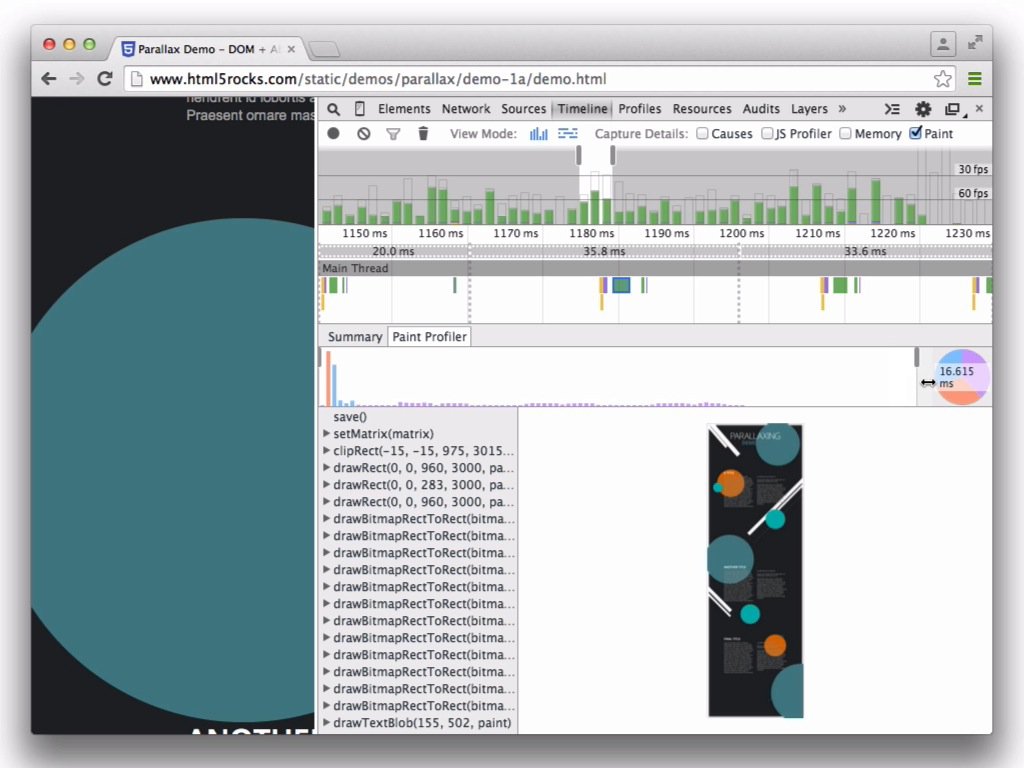 Parallax Demo - DOM + A
www.html5rocks.com/static/demos/parallax/demo-1a/demo.html
hendrerit id lobortis a
Praesent ornare mas
ANOTHE
Elements Network Sources Timeline Profiles Resources Audits Layers »
View Mode: Capture Details: Causes JS Profiler Memory Paint
30 fps
60 fps
1150 ms 1160 ms 1170 ms 1180 ms 1190 ms 1200 ms 1210 ms 1220 ms 1230 ms
20.0 ms 35.8 ms 33.6 ms
Main Thread
Summary Paint Profiler
16.615
ms
save()
setMatrix(matrix)
clipRect(-15, -15, 975, 3015...
drawRect(0, 0, 960, 3000, pa...
drawRect(0, 0, 283, 3000, pa...
drawRect(0, 0, 960, 3000, pa...
drawBitmapRectToRect(bitma...
drawBitmapRectToRect(bitma...
drawBitmapRectToRect(bitma...
drawBitmapRectToRect(bitma...
drawBitmapRectToRect(bitma...
drawBitmapRectToRect(bitma...
drawBitmapRectToRect(bitma...
drawBitmapRectToRect(bitma...
drawBitmapRectToRect(bitma...
drawBitmapRectToRect(bitma...
drawBitmapRectToRect(bitma...
drawBitmapRectToRect(bitma...
drawTextBlob(155, 502, paint)
PARALLAXING
ANOTHER TITLE